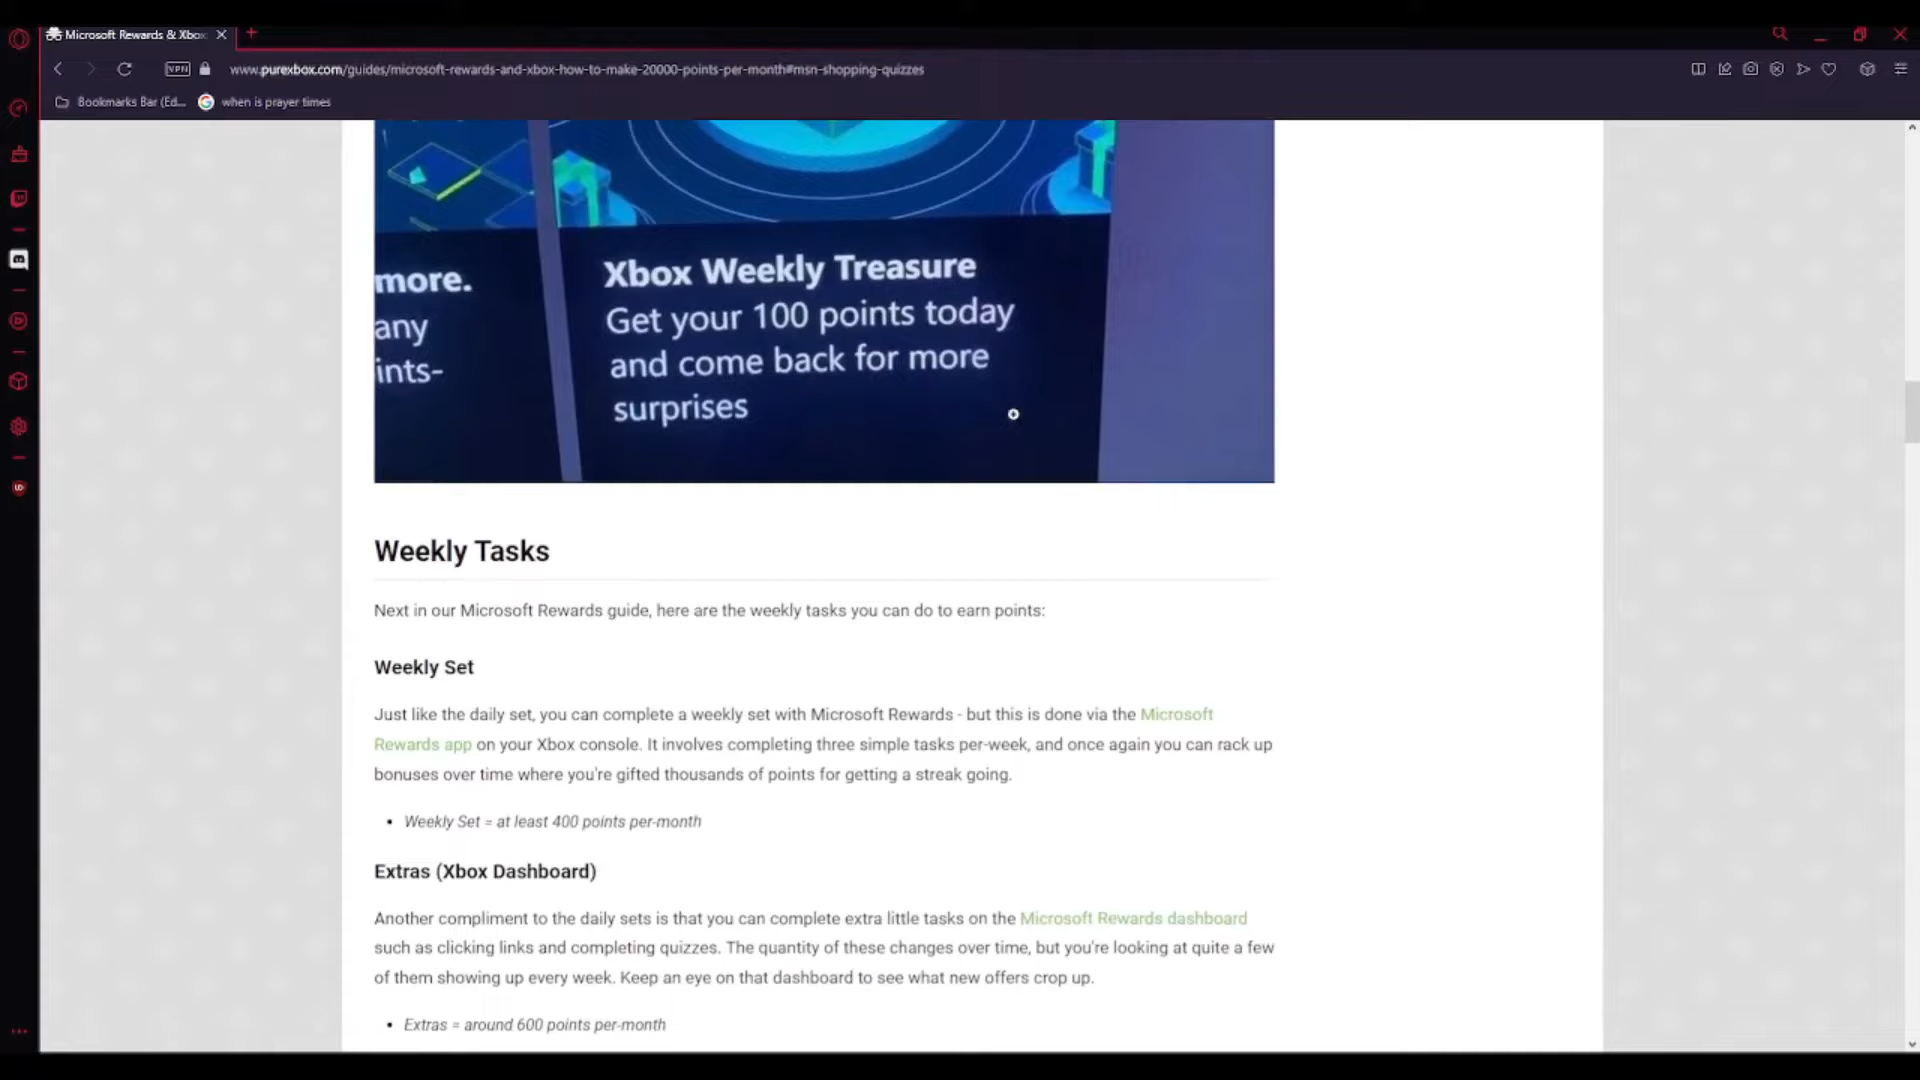 Microsoft Rewards & Xbox
VPN
www.purexbox.com/guides/microsoft-rewards-and-xbox-how-to-make-20000-points-per-month#msn-shopping-quizzes
Bookmarks Bar (Ed...
when is prayer times
more.
any
ints-
Xbox Weekly Treasure
Get your 100 points today
and come back for more
surprises
Weekly Tasks
Next in our Microsoft Rewards guide, here are the weekly tasks you can do to earn points:
Weekly Set
Just like the daily set, you can complete a weekly set with Microsoft Rewards - but this is done via the Microsoft
Rewards app on your Xbox console. It involves completing three simple tasks per-week, and once again you can rack up
bonuses over time where you're gifted thousands of points for getting a streak going.
• Weekly Set = at least 400 points per-month
Extras (Xbox Dashboard)
Another compliment to the daily sets is that you can complete extra little tasks on the Microsoft Rewards dashboard
such as clicking links and completing quizzes. The quantity of these changes over time, but you're looking at quite a few
of them showing up every week. Keep an eye on that dashboard to see what new offers crop up.
• Extras = around 600 points per-month